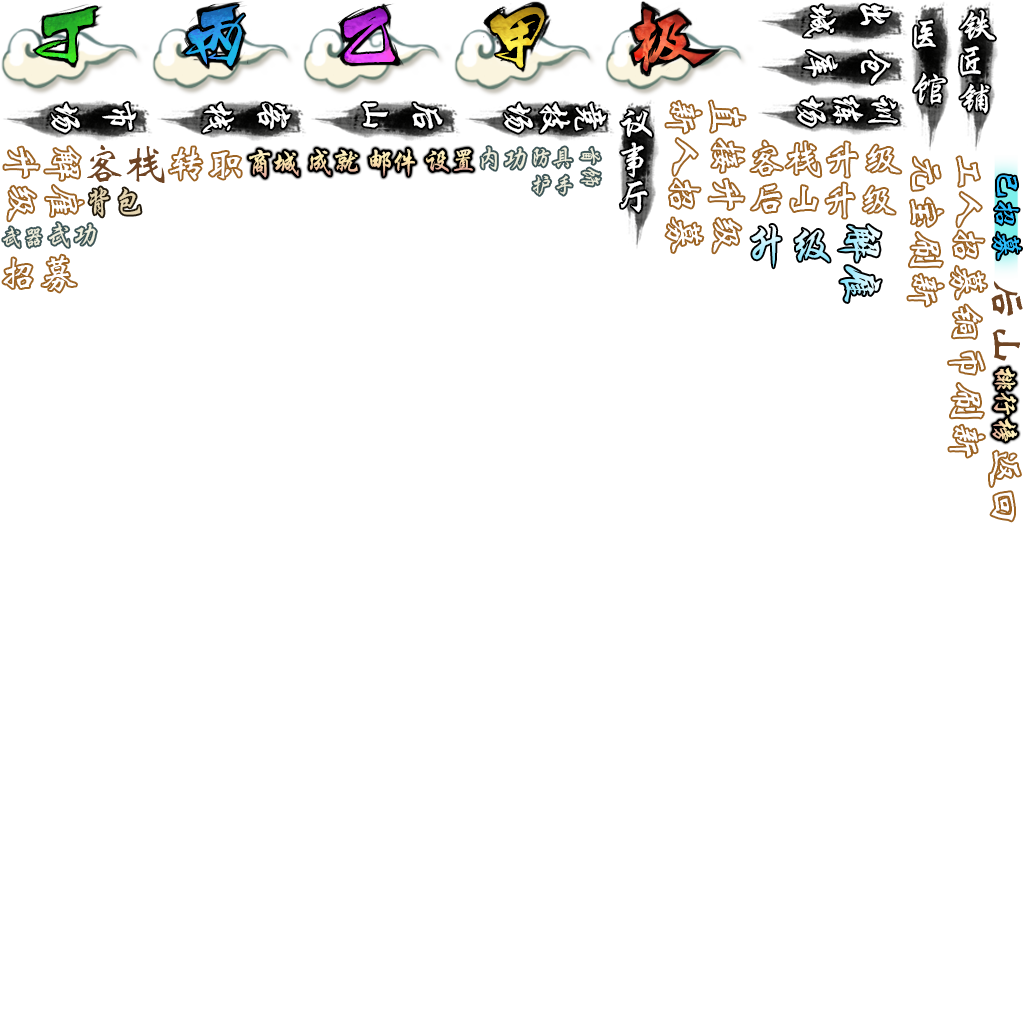 丁
丙
乙
甲
级
出城
仓库
训练场
医馆
铁匠铺
市场
客栈
后山
竞技场
议事厅
新人招募
直接升级
客栈升级
后山升级
升级
解雇
客栈
转职
商城
成就
邮件
设置
内功
防具
首饰
护手
背包
武器
武功
招募
升级
解雇
元宝刷新
工人招募
铜币刷新
已招募
后山
排行榜
返回